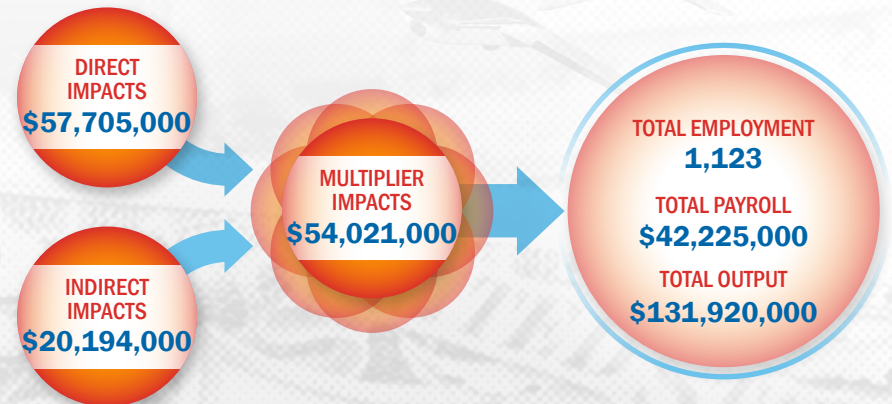 DIRECT
IMPACTS
$57,705,000
INDIRECT
IMPACTS
$20,194,000
MULTIPLIER
IMPACTS
$54,021,000
TOTAL EMPLOYMENT
1,123
TOTAL PAYROLL
$42,225,000
TOTAL OUTPUT
$131,920,000